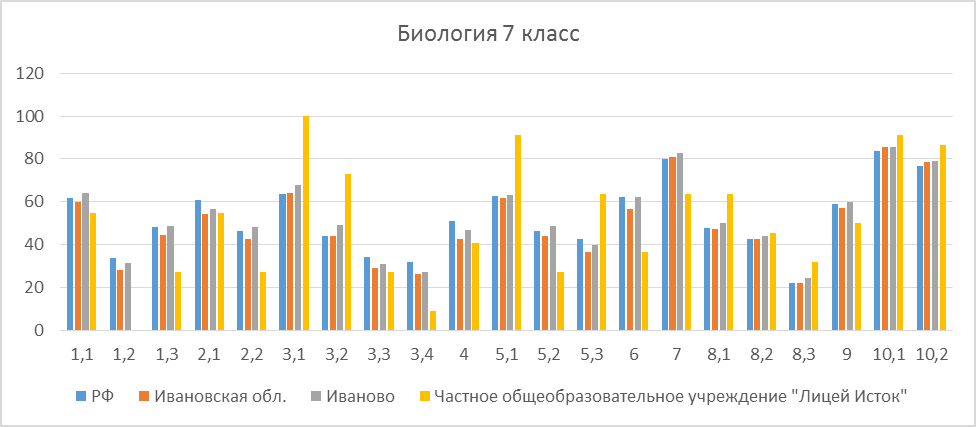 Биология 7 класс
120
100
80
60
40
20
0
1,1 1,2 1,3 2,1 2,2 3,1 3,2 3,3 3,4 4 5,1 5,2 5,3 6 7 8,1 8,2 8,3 9 10,1 10,2
РФ Ивановская обл. Иваново Частное общеобразовательное учреждение "Лицей Исток"